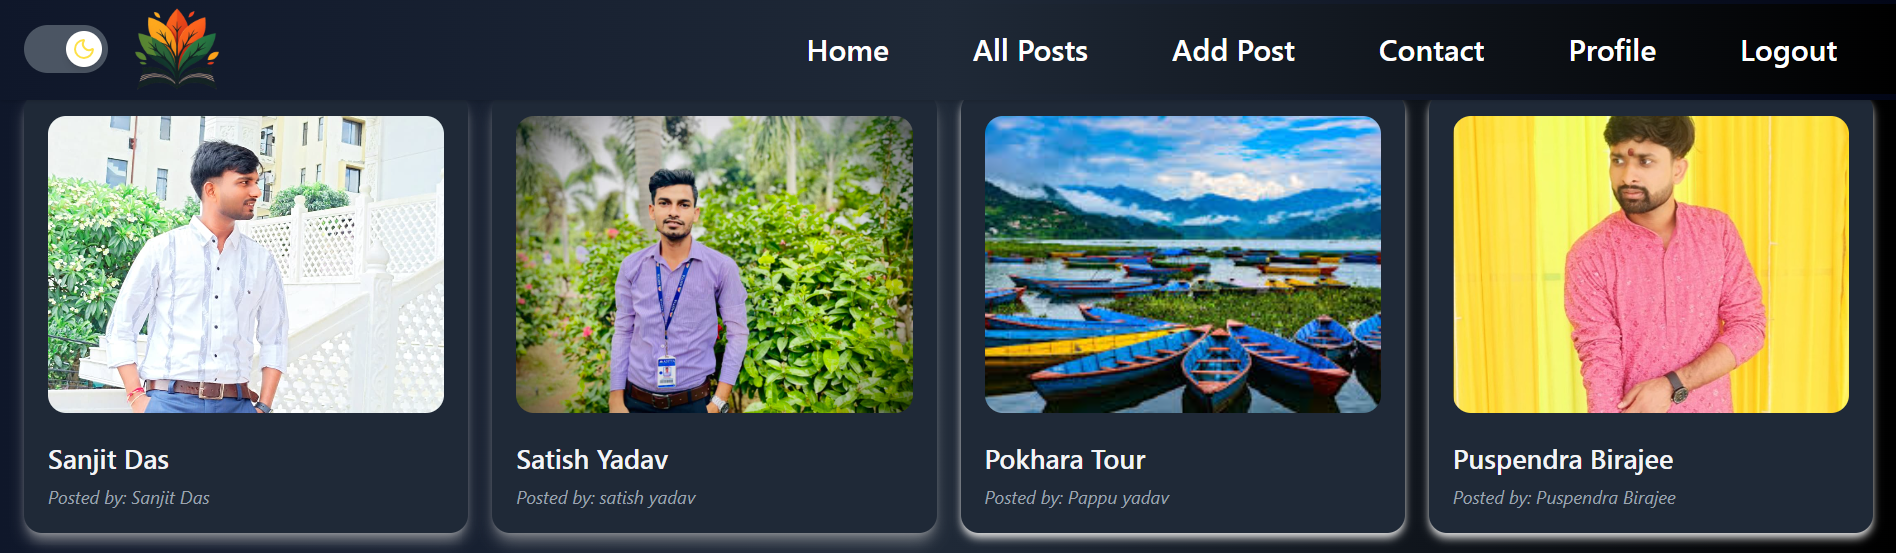 Home All Posts Add Post Contact Profile Logout
Sanjit Das
Posted by: Sanjit Das
Satish Yadav
Posted by: satish yadav
Pokhara Tour
Posted by: Pappu yadav
Puspendra Birajee
Posted by: Puspendra Birajee